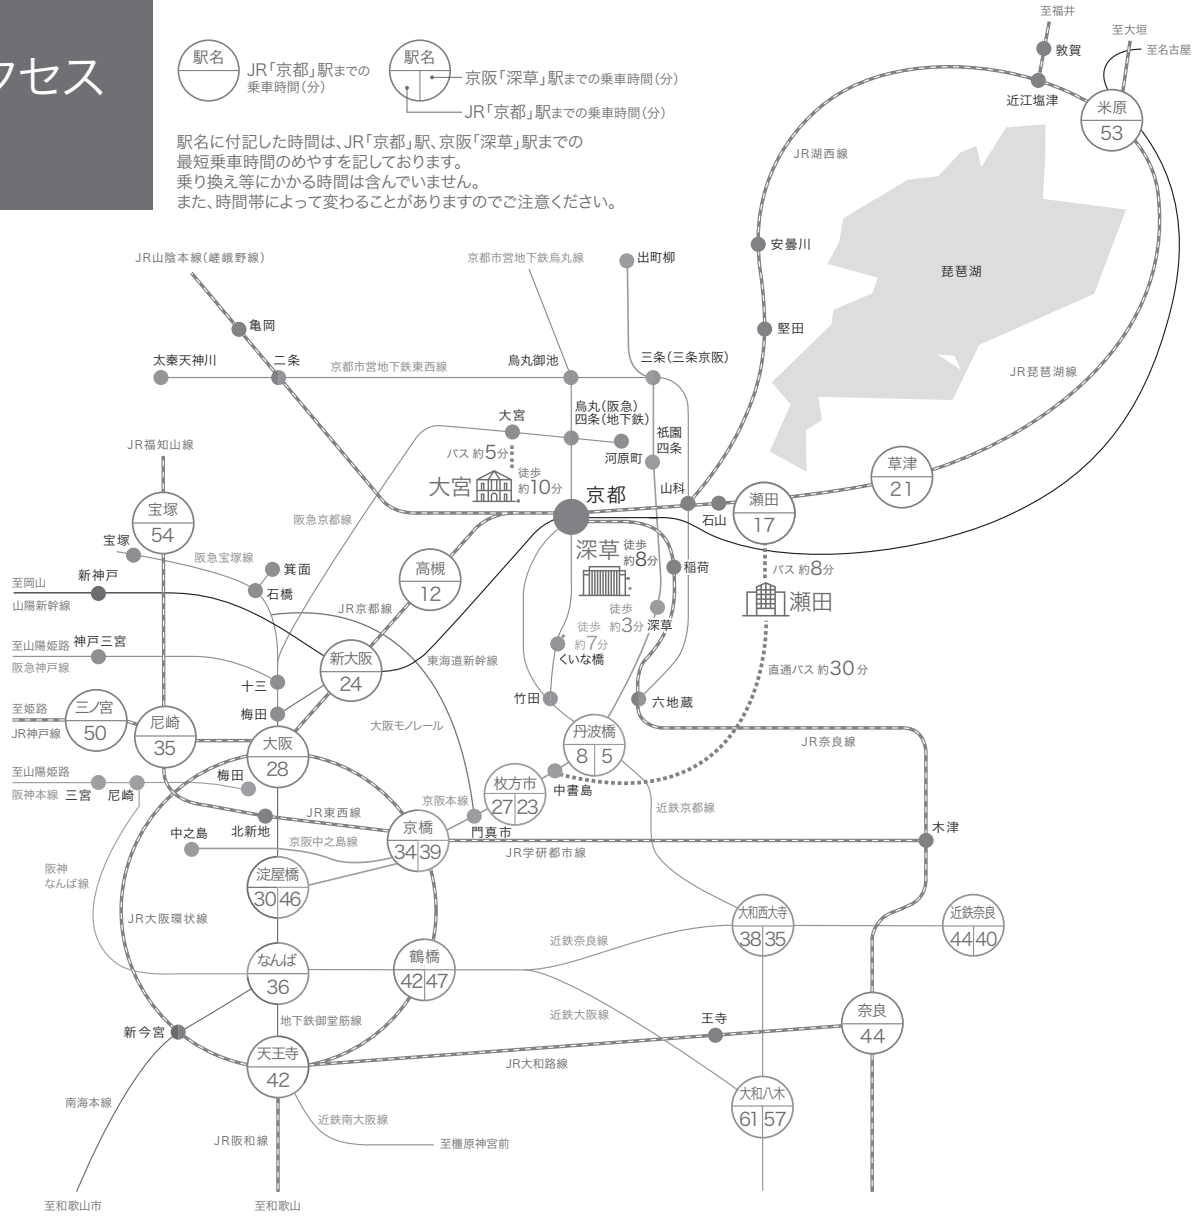 クセス
駅名
JR「京都」駅までの
乗車時間（分）
駅名
京阪「深草」駅までの乗車時間（分）
JR「京都」駅までの乗車時間（分）
駅名に付記した時間は、JR「京都」駅、京阪「深草」駅までの
最短乗車時間のめやすを記しております。
乗り換え等にかかる時間は含んでいません。
また、時間帯によって変わることがありますのでご注意ください。
至福井
敦賀
至大垣
至名古屋
近江塩津
米原
53
JR湖西線
安曇川
琵琶湖
堅田
JR琵琶湖線
JR山陰本線（嵯峨野線）
亀岡
京都市営地下鉄烏丸線
出町柳
太秦天神川
二条
京都市営地下鉄東西線
烏丸御池
三条（三条京阪）
烏丸（阪急）
四条（地下鉄）
大宮
河原町
祇園
四条
バス 約5分
大宮
徒歩
約10分
京都
山科
石山
瀬田
17
草津
21
JR福知山線
宝塚
54
宝塚
阪急京都線
阪急宝塚線
箕面
石橋
至岡山
山陽新幹線
新神戸
高槻
12
JR京都線
深草
徒歩
約8分
稲荷
バス 約8分
瀬田
徒歩
約3分
深草
徒歩
約7分
くいな橋
直通バス 約30分
至山陽姫路
阪急神戸線
神戸三宮
新大阪
24
東海道新幹線
十三
梅田
竹田
六地蔵
至姫路
JR神戸線
三ノ宮
50
尼崎
35
大阪
28
大阪モノレール
丹波橋
8 5
JR奈良線
至山陽姫路
阪神本線
三宮
尼崎
梅田
枚方市
27 23
中書島
京阪本線
門真市
近鉄京都線
JR東西線
北新地
中之島
京阪中之島線
京橋
34 39
JR学研都市線
木津
阪神
なんば線
淀屋橋
30 46
JR大阪環状線
大和西大寺
38 35
近鉄奈良
44 40
近鉄奈良線
なんば
36
鶴橋
42 47
地下鉄御堂筋線
新今宮
近鉄大阪線
王寺
奈良
44
天王寺
42
JR大和路線
大和八木
61 57
南海本線
近鉄南大阪線
JR阪和線
至橿原神宮前
至和歌山市
至和歌山